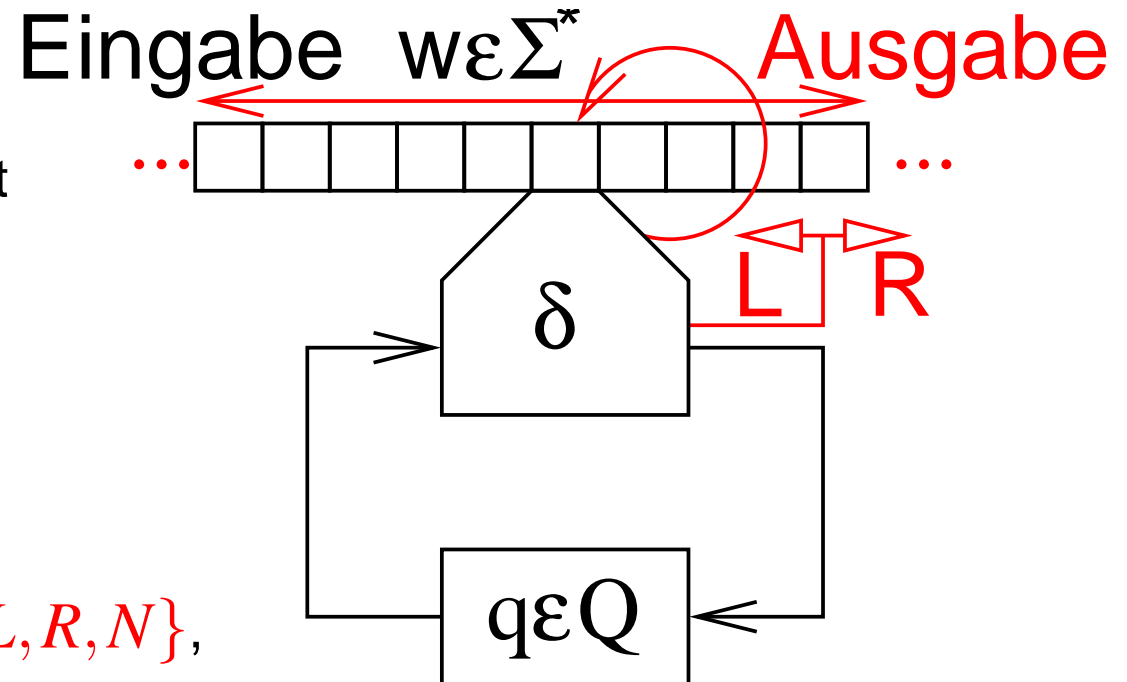 Eingabe wεΣ* Ausgabe
... ...
t
L R
δ
qεQ
L,R,N},